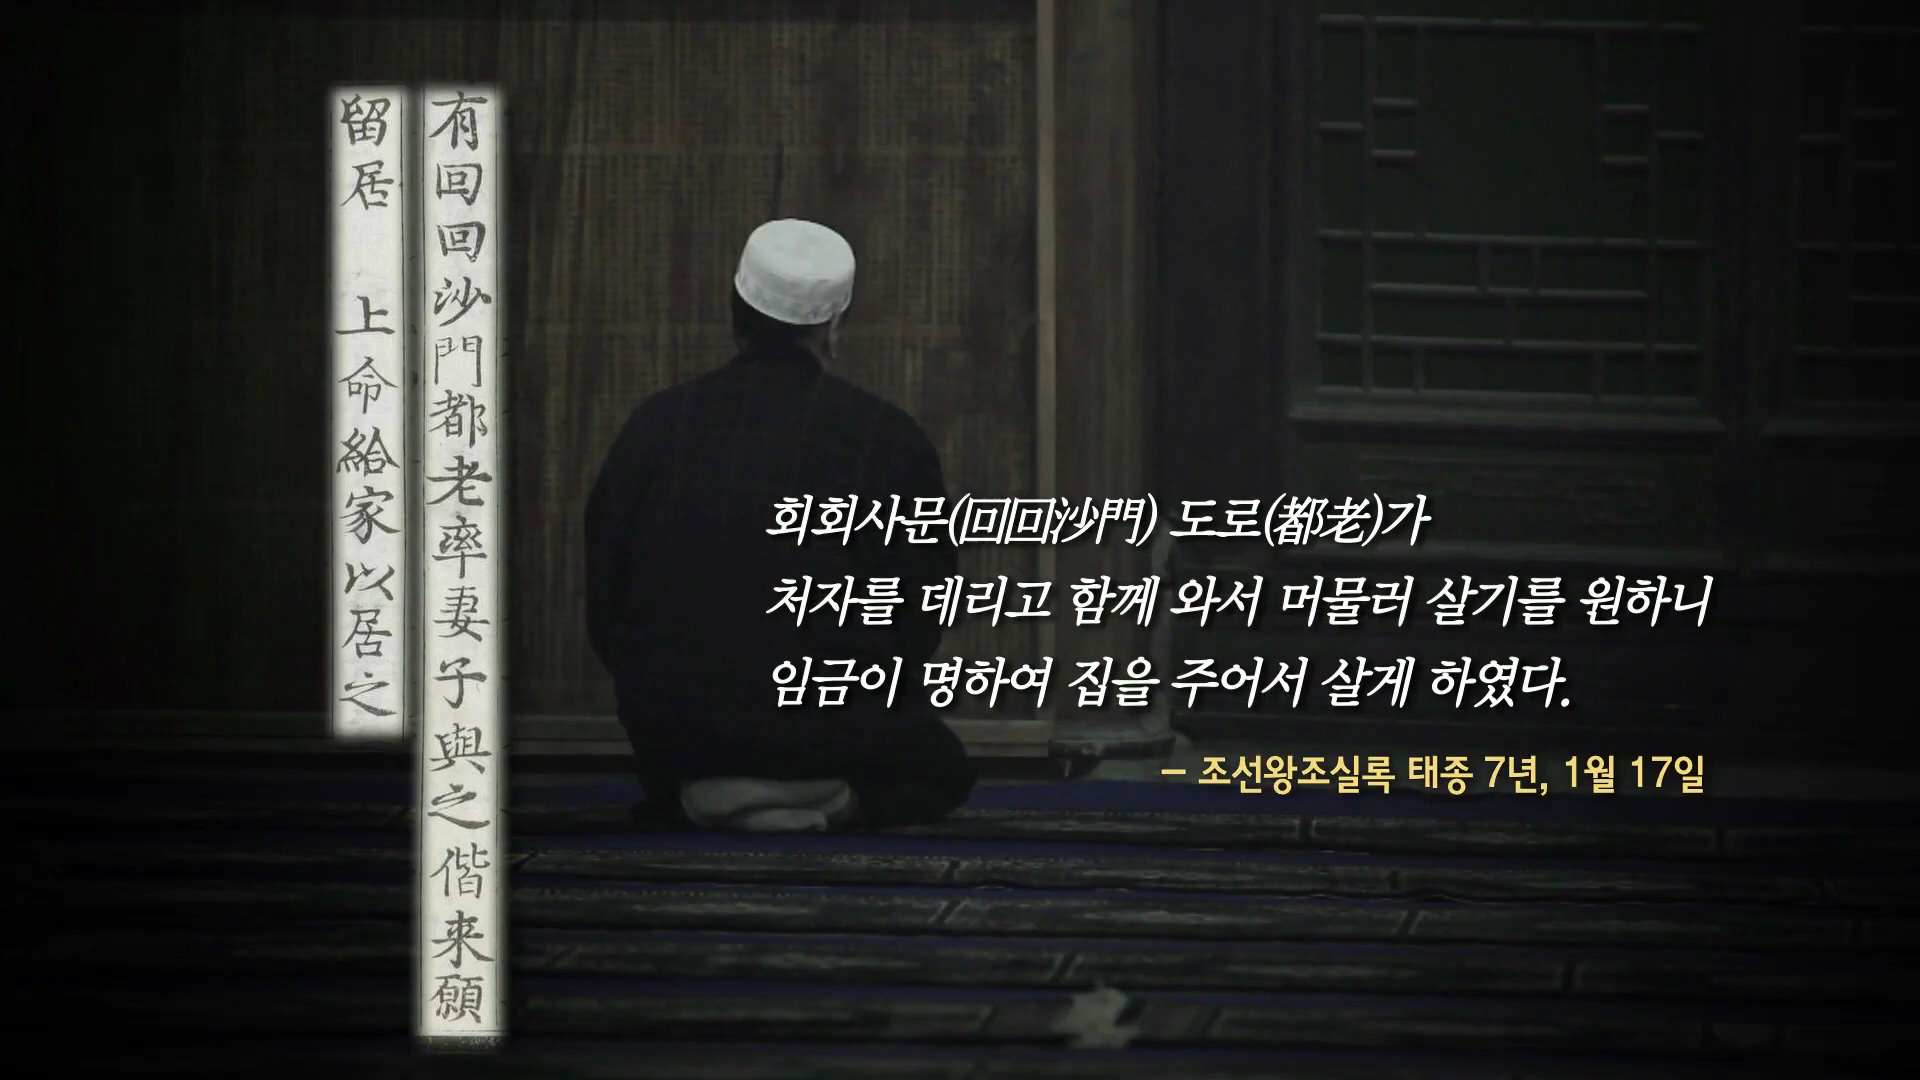 有回回沙門都老率妻子與之偕来願
留居 上命給家以居之
회회사문(回回沙門) 도로(都老)가
처자를 데리고 함께 와서 머물러 살기를 원하니
임금이 명하여 집을 주어서 살게 하였다.
– 조선왕조실록 태종 7년, 1월 17일